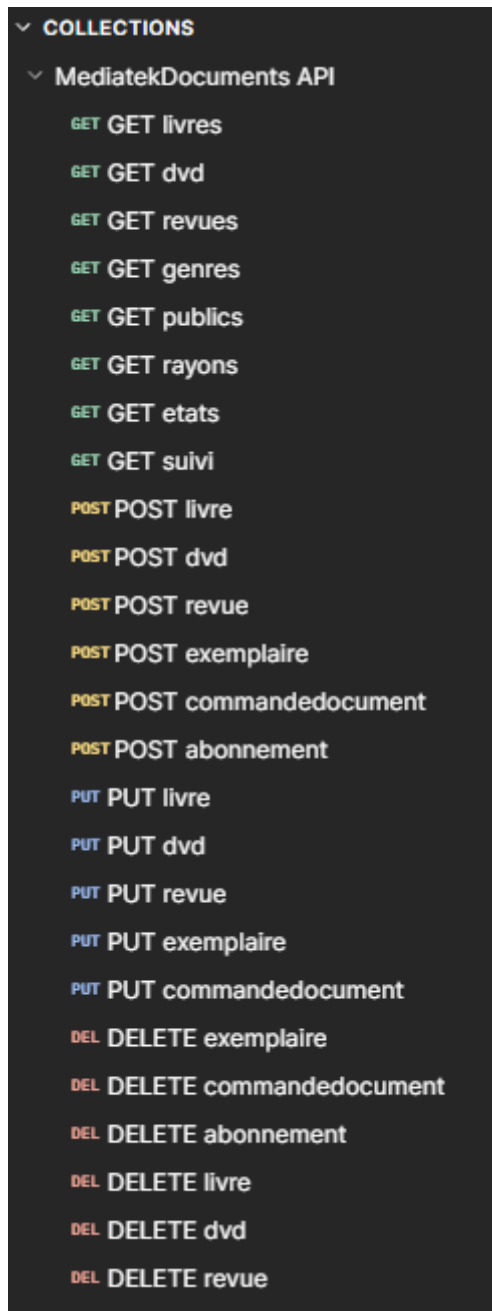 COLLECTIONS
MediatekDocuments API
GET GET livres
GET GET dvd
GET GET revues
GET GET genres
GET GET publics
GET GET rayons
GET GET etats
GET GET suivi
POST POST livre
POST POST dvd
POST POST revue
POST POST exemplaire
POST POST commandedocument
POST POST abonnement
PUT PUT livre
PUT PUT dvd
PUT PUT revue
PUT PUT exemplaire
PUT PUT commandedocument
DEL DELETE exemplaire
DEL DELETE commandedocument
DEL DELETE abonnement
DEL DELETE livre
DEL DELETE dvd
DEL DELETE revue